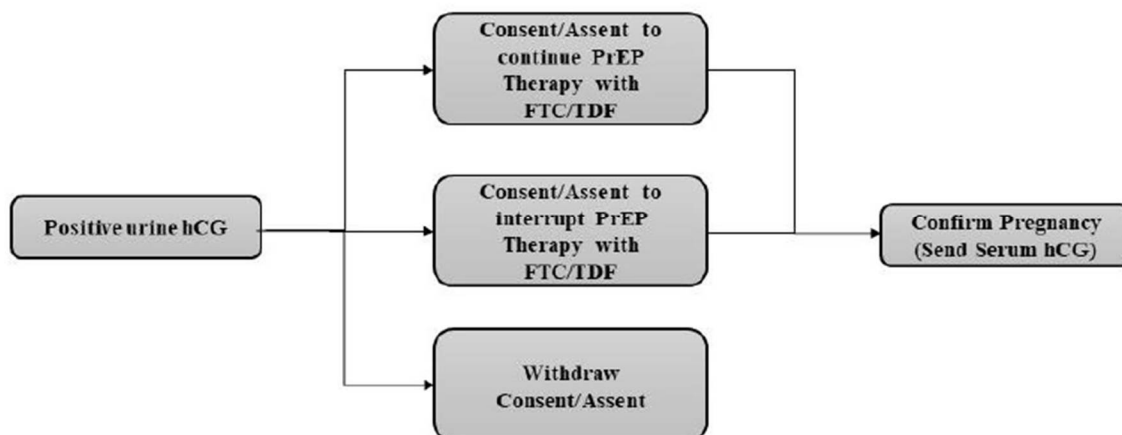 Consent/Assent to
continue PrEP
Therapy with
FTC/TDF
Positive urine hCG
Consent/Assent to
interrupt PrEP
Therapy with
FTC/TDF
Confirm Pregnancy
(Send Serum hCG)
Withdraw
Consent/Assent